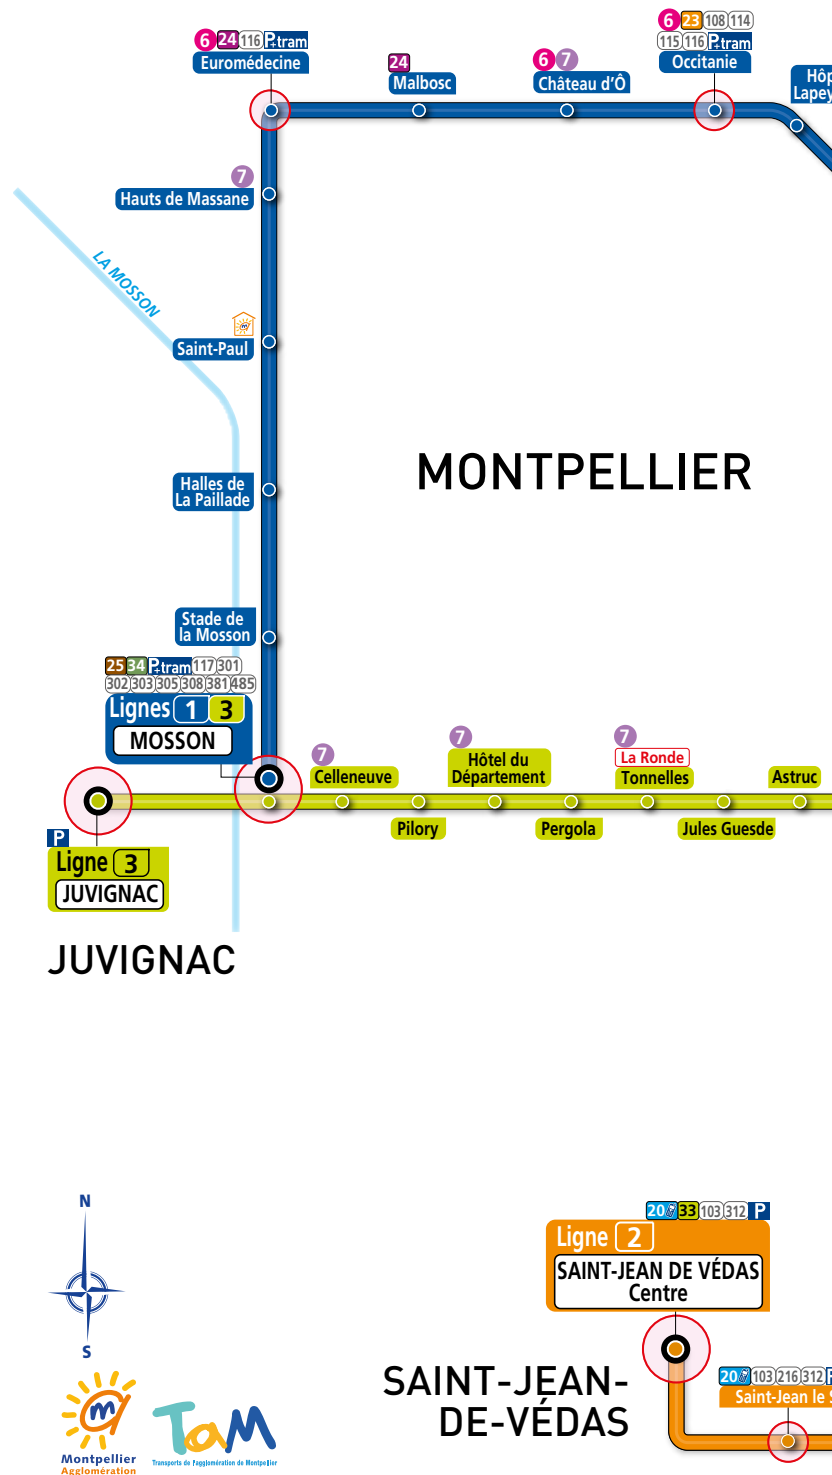 6 24 116 P+tram
Euromédecine
24
Malbosc
6 7
Château d'Ô
6 23 108 114
115 116 P+tram
Occitanie
7
Hauts de Massane
LA MOSSON
Saint-Paul
MONTPELLIER
Halles de
La Paillade
Stade de
la Mosson
25 34 P+tram 117 301
302 303 305 308 381 485
Lignes 1 3
MOSSON
7
Celleneuve
7
Hôtel du
Département
7
La Ronde
Tonnelles
Astruc
Pilory
Pergola
Jules Guesde
P
Ligne 3
JUVIGNAC
JUVIGNAC
N
S
20 33 103 312 P
Ligne 2
SAINT-JEAN DE VÉDAS
Centre
SAINT-JEAN-
DE-VÉDAS
20 103 216 312 P
Saint-Jean le
m
Montpellier
Agglomération
TaM
Transports de l'agglomération de Montpellier